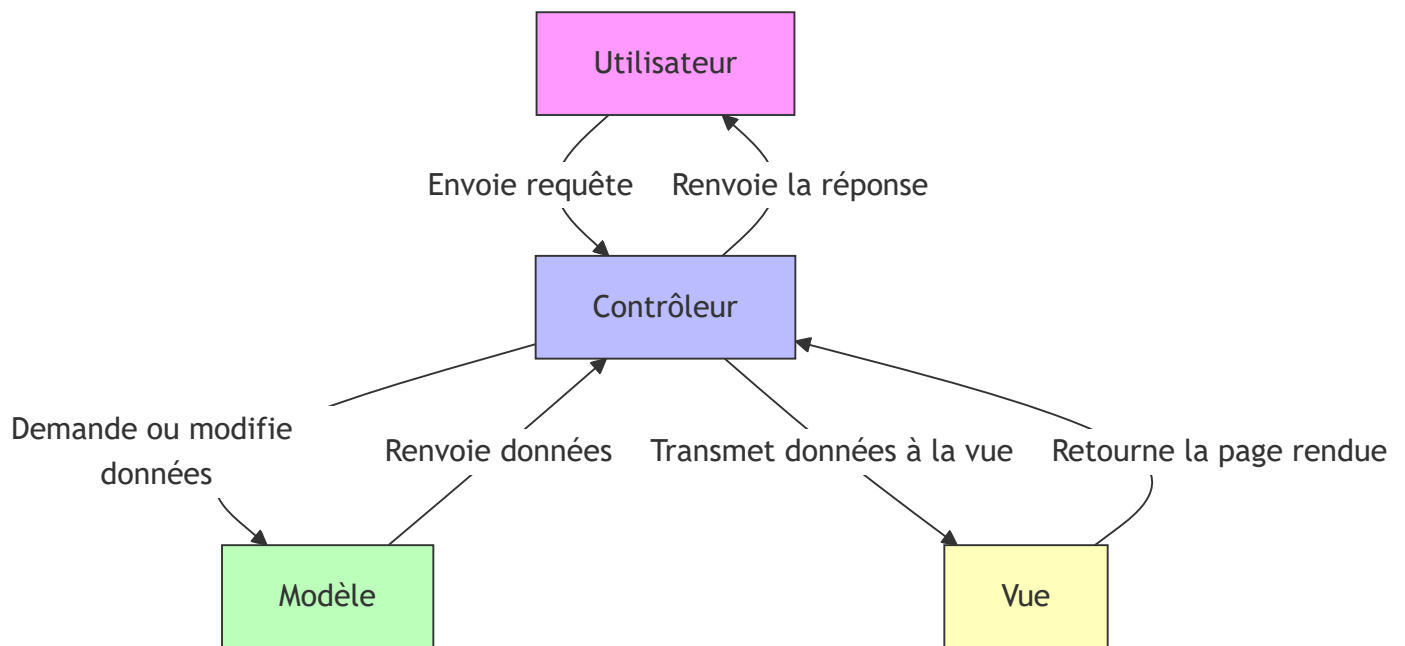 Utilisateur
Envoie requête
Renvoie la réponse
Contrôleur
Demande ou modifie
données
Renvoie données
Transmet données à la vue
Retourne la page rendue
Modèle
Vue